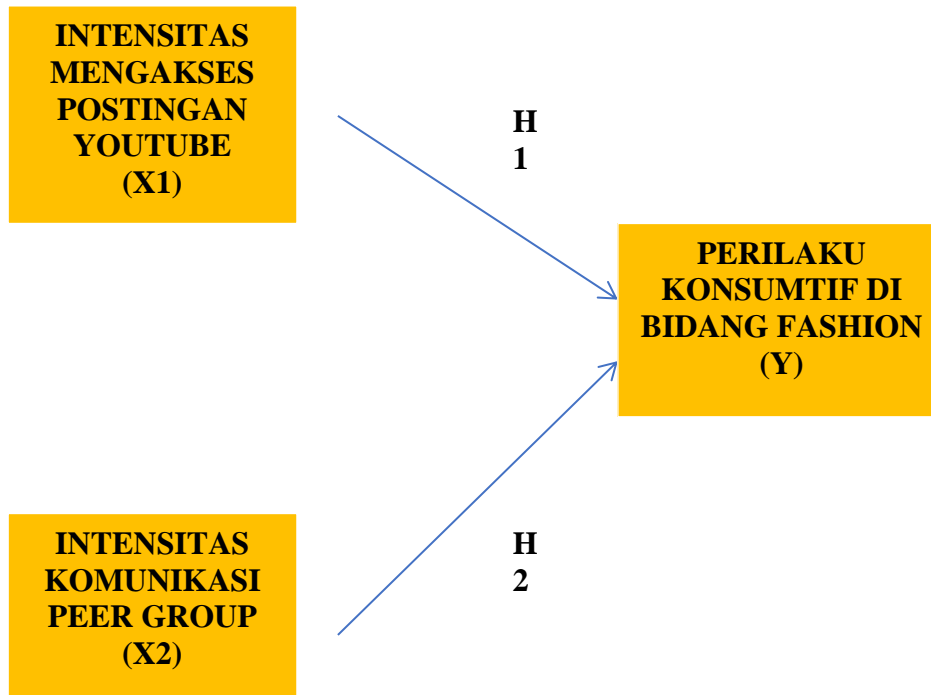 INTENSITAS
MENGAKSES
POSTINGAN
YOUTUBE
(X1)
H
1
PERILAKU
KONSUMTIF DI
BIDANG FASHION
(Y)
INTENSITAS
KOMUNIKASI
PEER GROUP
(X2)
H
2